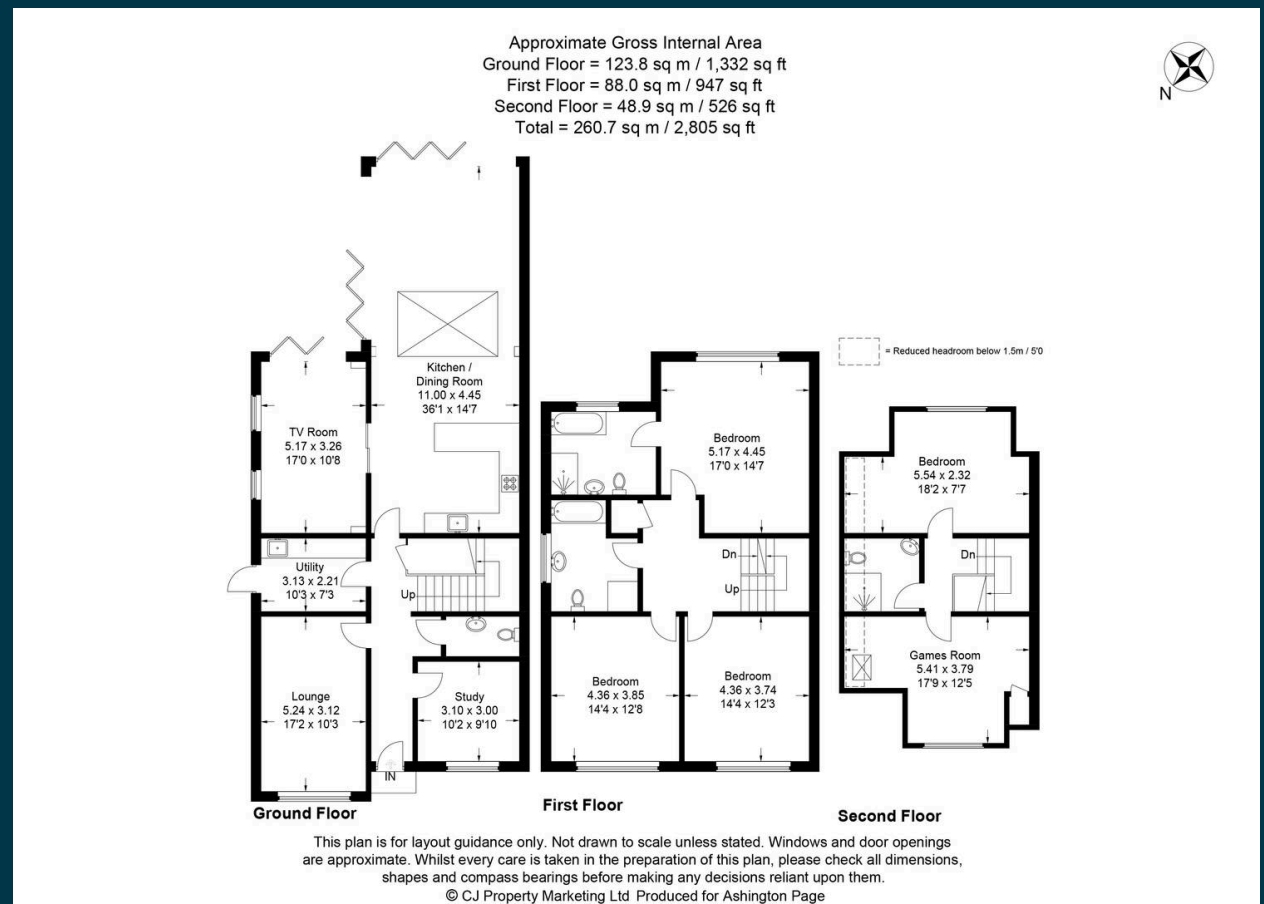 Approximate Gross Internal Area
Ground Floor = 123.8 sq m / 1,332 sq ft
First Floor = 88.0 sq m / 947 sq ft
Second Floor = 48.9 sq m / 526 sq ft
Total = 260.7 sq m / 2,805 sq ft
N
Kitchen /
Dining Room
11.00 x 4.45
36'1 x 14'7
TV Room
5.17 x 3.26
17'0 x 10'8
Utility
3.13 x 2.21
10'3 x 7'3
Up
Lounge
5.24 x 3.12
17'2 x 10'3
Study
3.10 x 3.00
10'2 x 9'10
IN
Ground Floor
Bedroom
5.17 x 4.45
17'0 x 14'7
Dn
Up
Bedroom
4.36 x 3.85
14'4 x 12'8
Bedroom
4.36 x 3.74
14'4 x 12'3
First Floor
= Reduced headroom below 1.5m / 5'0
Bedroom
5.54 x 2.32
18'2 x 7'7
Dn
Games Room
5.41 x 3.79
17'9 x 12'5
Second Floor
This plan is for layout guidance only. Not drawn to scale unless stated. Windows and door openings
are approximate. Whilst every care is taken in the preparation of this plan, please check all dimensions,
shapes and compass bearings before making any decisions reliant upon them.
© CJ Property Marketing Ltd Produced for Ashington Page